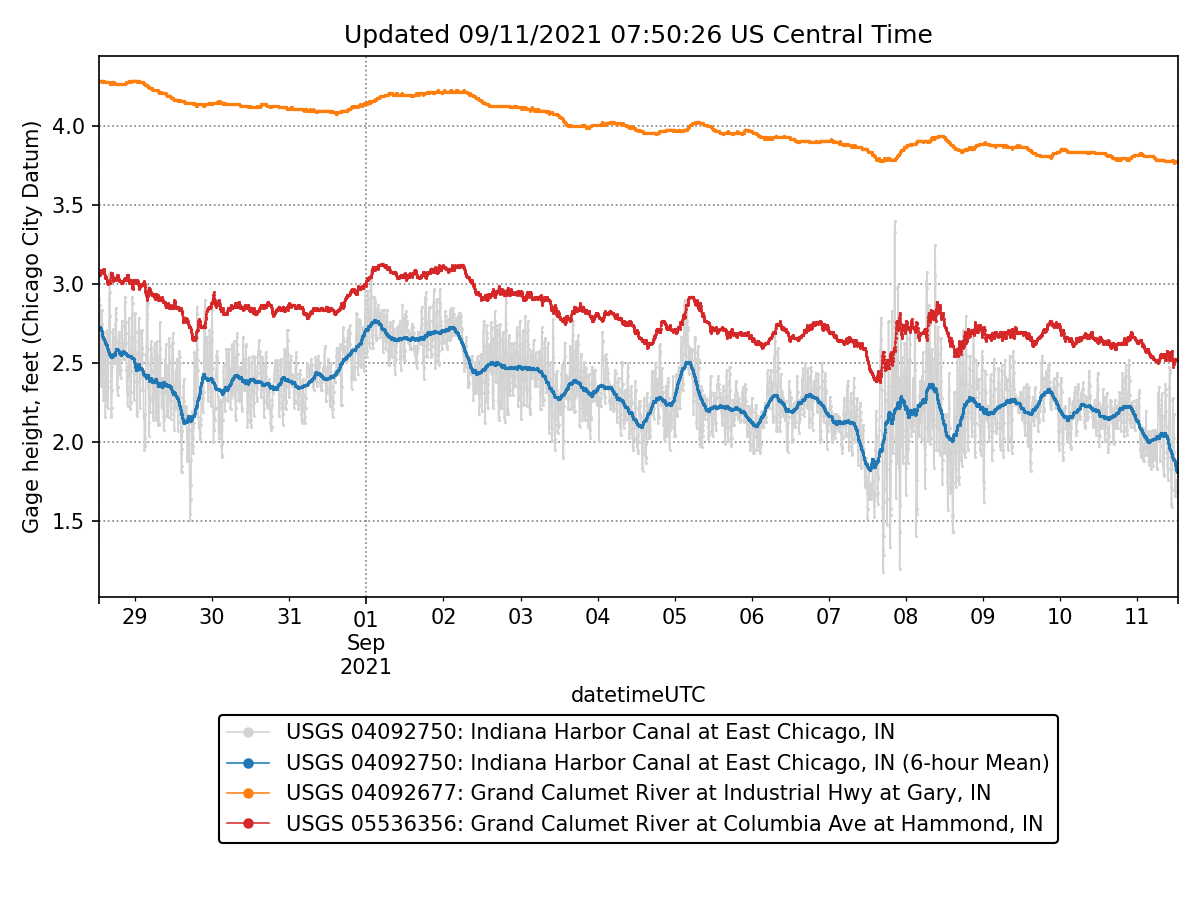 Updated 09/11/2021 07:50:26 US Central Time
Gage height, feet (Chicago City Datum)
4.0
3.5
3.0
2.5
2.0
1.5
29 30 31 01 02 03 04 05 06 07 08 09 10 11
Sep
2021
datetimeUTC
USGS 04092750: Indiana Harbor Canal at East Chicago, IN
USGS 04092750: Indiana Harbor Canal at East Chicago, IN (6-hour Mean)
USGS 04092677: Grand Calumet River at Industrial Hwy at Gary, IN
USGS 05536356: Grand Calumet River at Columbia Ave at Hammond, IN